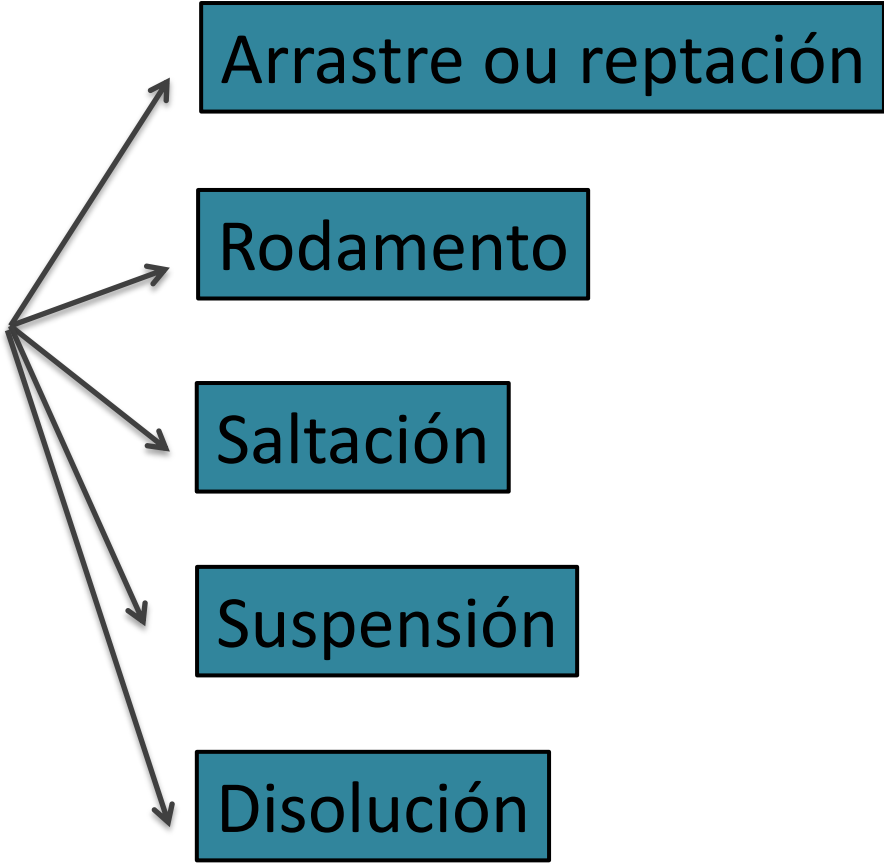 Arrastre ou reptación
Rodamento
Saltación
Suspensión
Disolución